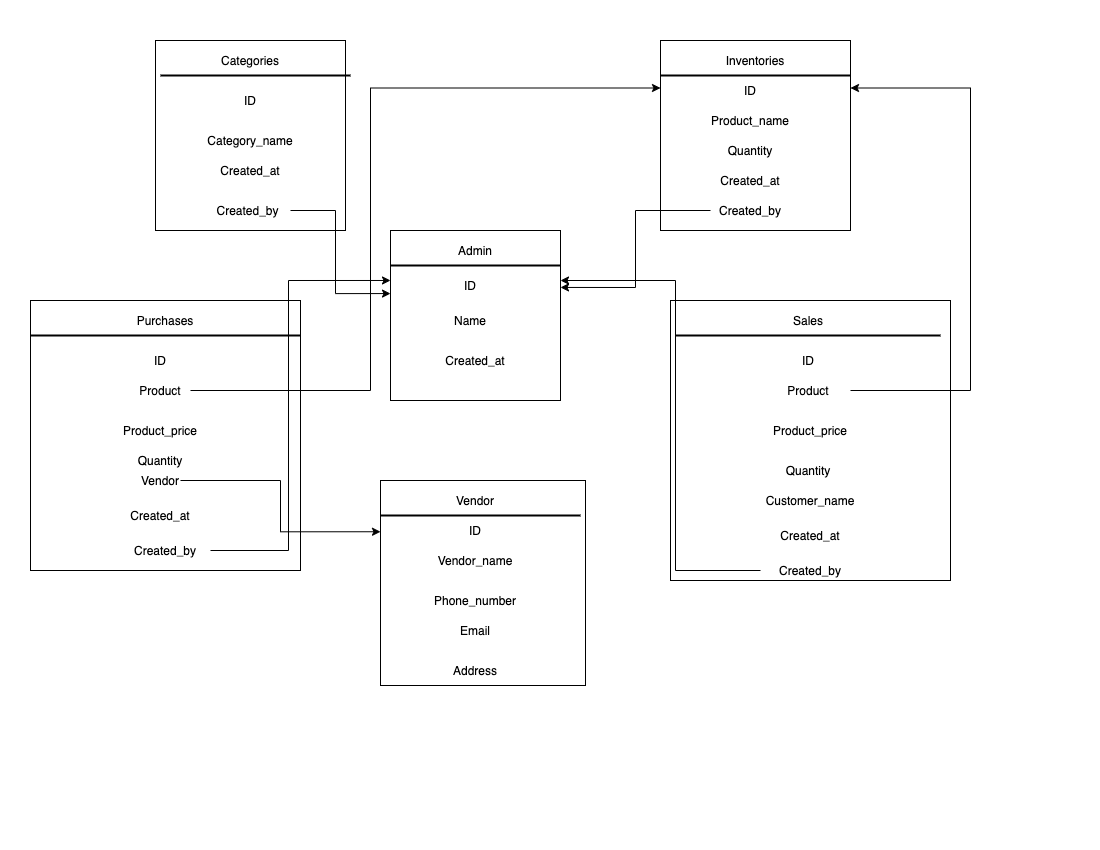 Categories
ID
Category_name
Created_at
Created_by
Inventories
ID
Product_name
Quantity
Created_at
Created_by
Admin
ID
Name
Created_at
Purchases
ID
Product
Product_price
Quantity
Vendor
Created_at
Created_by
Sales
ID
Product
Product_price
Quantity
Customer_name
Created_at
Created_by
Vendor
ID
Vendor_name
Phone_number
Email
Address